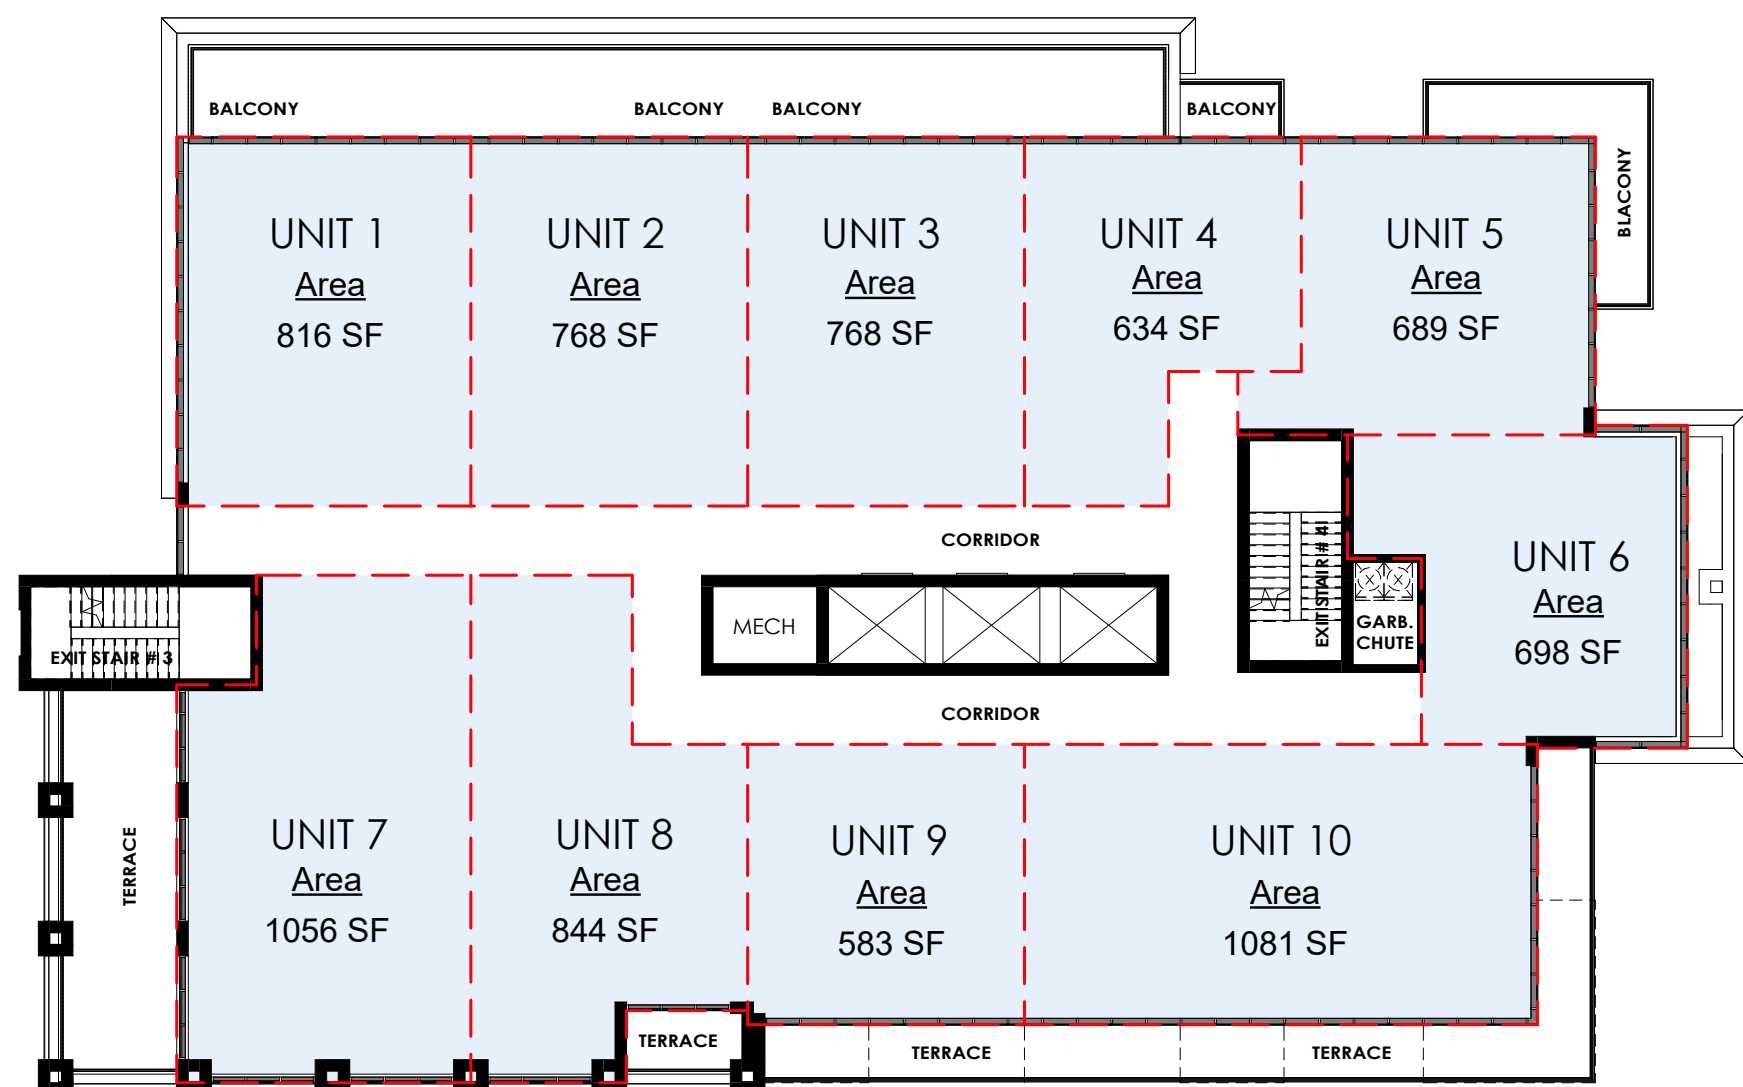 BALCONY
BALCONY
BALCONY
BALCONY
BLACONY
UNIT 1
Area
816 SF
UNIT 2
Area
768 SF
UNIT 3
Area
768 SF
UNIT 4
Area
634 SF
UNIT 5
Area
689 SF
CORRIDOR
EXIT STAIR # 4
GARB.
CHUTE
UNIT 6
Area
698 SF
MECH
EXIT STAIR # 3
CORRIDOR
TERRACE
UNIT 7
Area
1056 SF
UNIT 8
Area
844 SF
UNIT 9
Area
583 SF
UNIT 10
Area
1081 SF
TERRACE
TERRACE
TERRACE